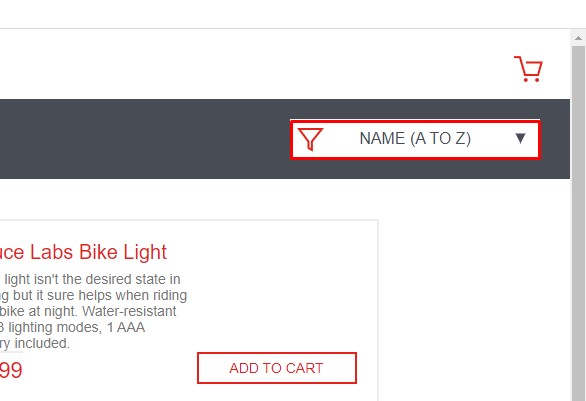 NAME (A TO Z)
uce Labs Bike Light
light isn't the desired state in
g but it sure helps when riding
bike at night. Water-resistant
3 lighting modes, 1 AAA
ry included.
99
ADD TO CART